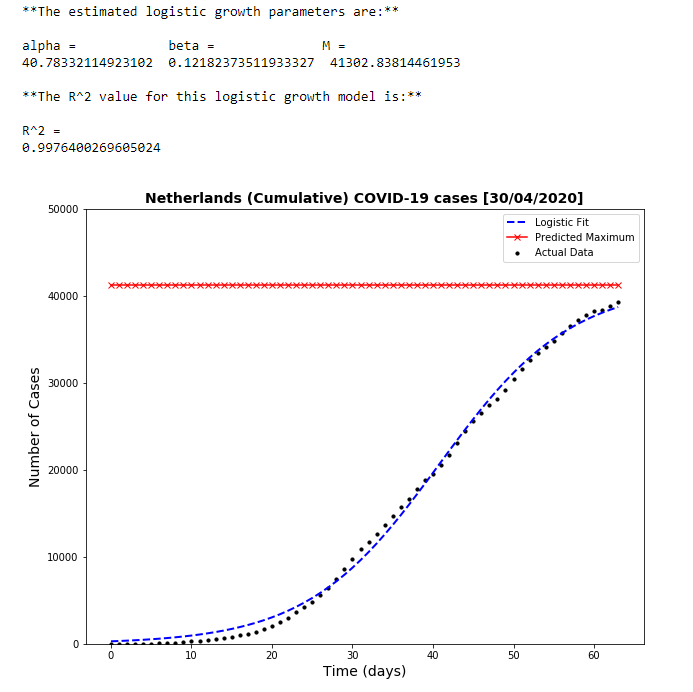 **The estimated logistic growth parameters are:**
alpha = beta = M =
40.78332114923102 0.12182373511933327 41302.83814461953
**The R^2 value for this logistic growth model is:**
R^2 =
0.9976400269605024
Netherlands (Cumulative) COVID-19 cases [30/04/2020]
50000
40000
30000
20000
10000
0
Number of Cases
Logistic Fit
Predicted Maximum
Actual Data
0 10 20 30 40 50 60
Time (days)